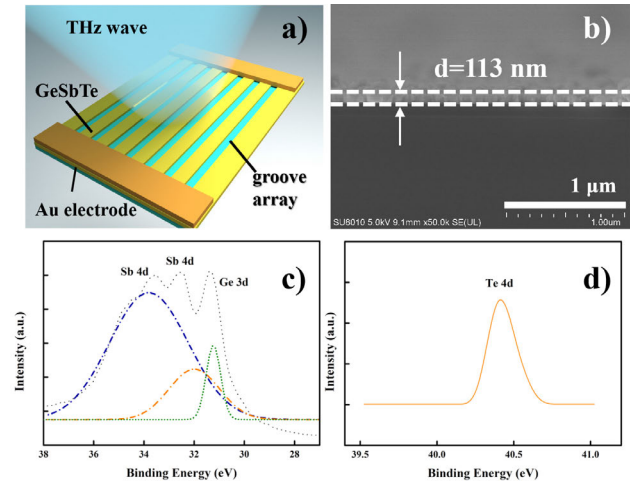 THz wave
a)
GeSbTe
groove
array
Au electrode
b)
d=113 nm
1 μm
SU8010 5.0kV 9.1mm x50.0k SE(UL)
1.00um
c)
Sb 4d
Sb 4d
Ge 3d
Intensity (a.u.)
38 36 34 32 30 28
Binding Energy (eV)
d)
Te 4d
Intensity (a.u.)
39.5 40.0 40.5 41.0
Binding Energy (eV)